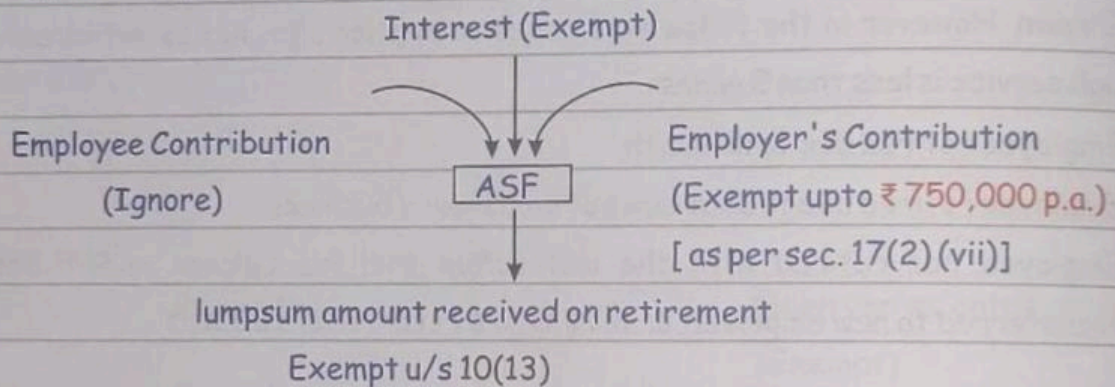 Interest (Exempt)
Employee Contribution
(Ignore)
ASF
Employer's Contribution
(Exempt upto ₹ 750,000 p.a.)
[ as per sec. 17(2)(vii)]
lumpsum amount received on retirement
Exempt u/s 10(13)